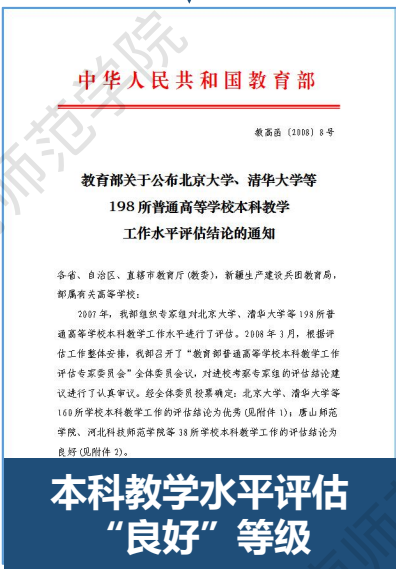 中华人民共和国教育部
教高函〔2008〕8号
教育部关于公布北京大学、清华大学等
198所普通高等学校本科教学
工作水平评估结论的通知
各省、自治区、直辖市教育厅(教委)，新疆生产建设兵团教育局，
部属有关高等学校：
2007年，我部组织专家组对北京大学、清华大学等198所普
通高等学校本科教学工作水平进行了评估。2008年3月，根据评
估工作整体安排，我部召开了“教育部普通高等学校本科教学工作
评估专家委员会”全体委员会议，对进校考察专家组的评估结论建
议进行了认真审议。经全体委员投票确定：北京大学、清华大学等
160所学校本科教学工作的评估结论为优秀(见附件1)；唐山师范
学院、河北科技师范学院等38所学校本科教学工作的评估结论为
良好(见附件2)。
本科教学水平评估
“良好”等级
师范学院